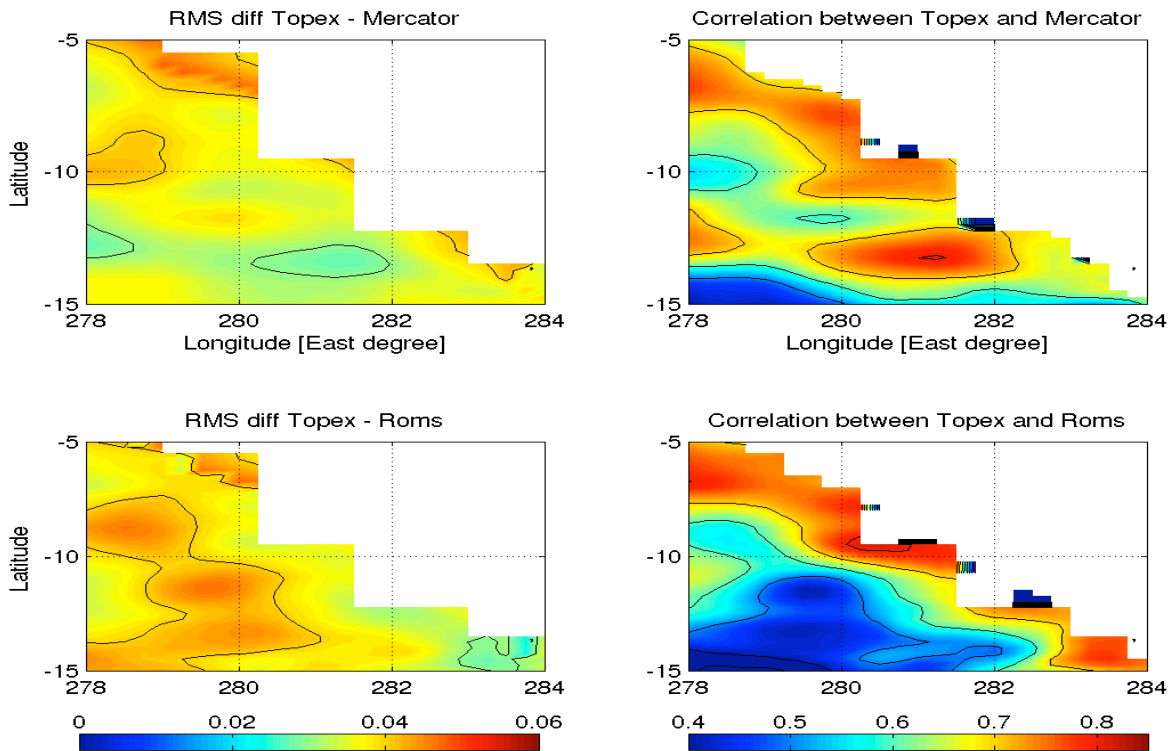 RMS diff Topex - Mercator
-5
-10
-15
Latitude
278 280 282 284
Longitude [East degree]
Correlation between Topex and Mercator
-5
-10
-15
278 280 282 284
Longitude [East degree]
RMS diff Topex - Roms
-5
-10
-15
Latitude
278 280 282 284
Correlation between Topex and Roms
-5
-10
-15
278 280 282 284
0 0.02 0.04 0.06
0.4 0.5 0.6 0.7 0.8